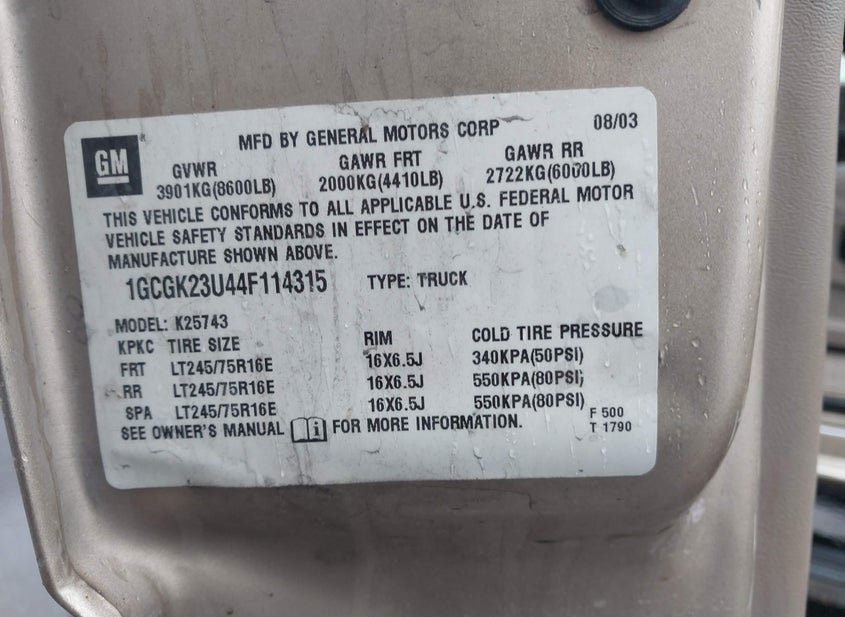 GM
MFD BY GENERAL MOTORS CORP 08/03
GVWR GAWR FRT GAWR RR
3901KG(8600LB) 2000KG(4410LB) 2722KG(6000LB)
THIS VEHICLE CONFORMS TO ALL APPLICABLE U.S. FEDERAL MOTOR
VEHICLE SAFETY STANDARDS IN EFFECT ON THE DATE OF
MANUFACTURE SHOWN ABOVE.
1GCGK23U44F114315 TYPE: TRUCK
MODEL: K25743
KPKC TIRE SIZE RIM COLD TIRE PRESSURE
FRT LT245/75R16E 16X6.5J 340KPA(50PSI)
RR LT245/75R16E 16X6.5J 550KPA(80PSI)
SPA LT245/75R16E 16X6.5J 550KPA(80PSI)
SEE OWNER'S MANUAL i FOR MORE INFORMATION.
F 500
T 1790